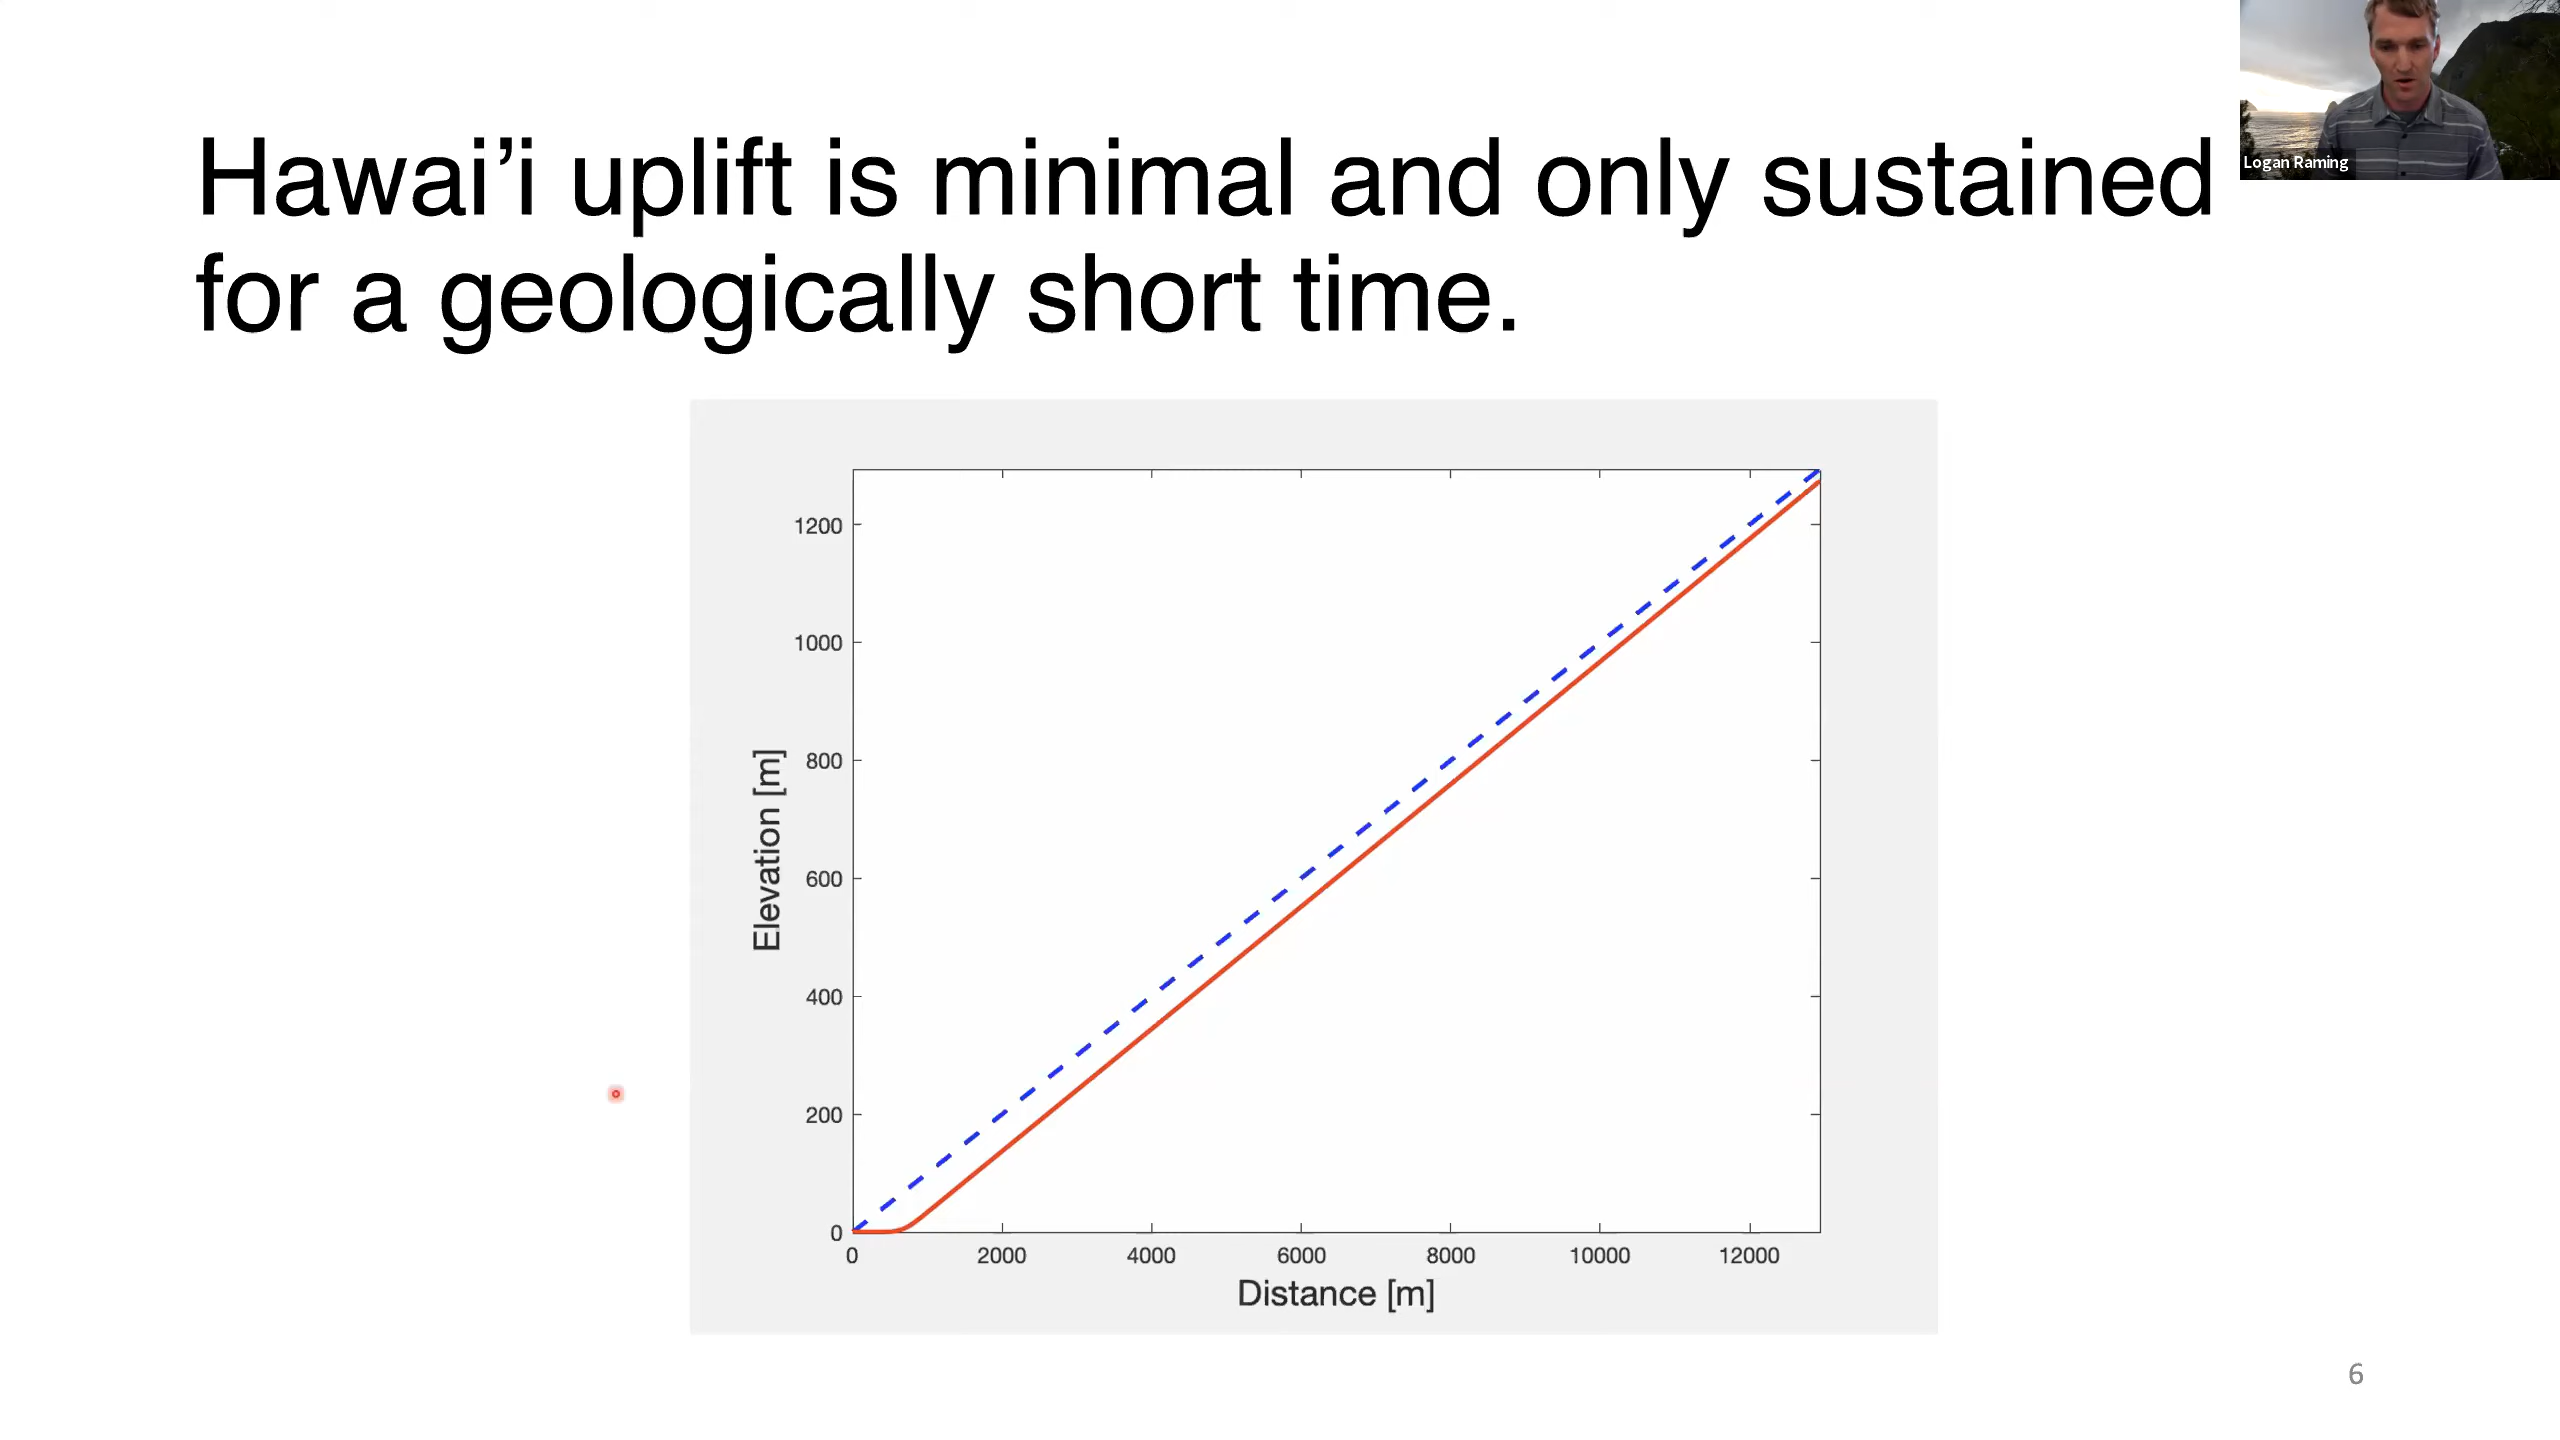 Hawai’i uplift is minimal and only sustained
for a geologically short time.
Logan Raming
1200
1000
800
600
400
200
0
Elevation [m]
0 2000 4000 6000 8000 10000 12000
Distance [m]
6